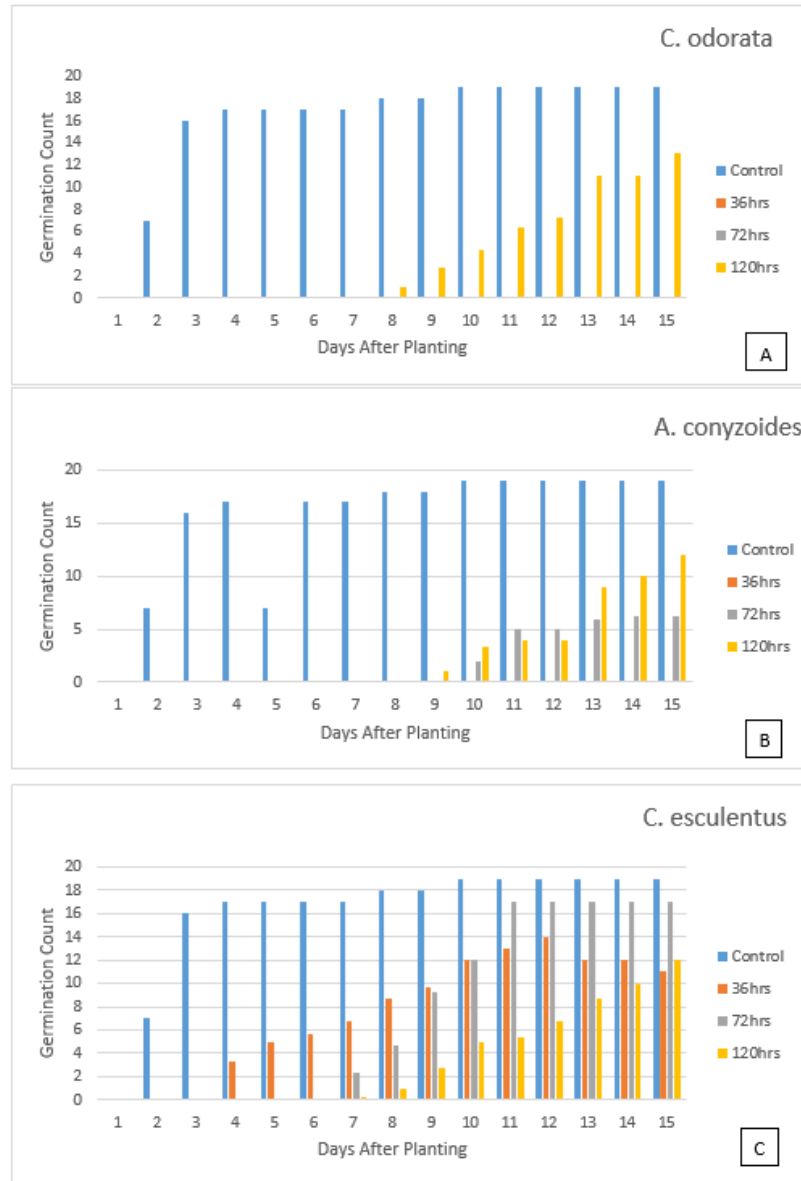 C. odorata
20
18
16
14
12
10
8
6
4
2
0
Germination Count
1 2 3 4 5 6 7 8 9 10 11 12 13 14 15
Days After Planting
Control
36hrs
72hrs
120hrs
A
A. conyzoides
20
15
10
5
0
Germination Count
1 2 3 4 5 6 7 8 9 10 11 12 13 14 15
Days After Planting
Control
36hrs
72hrs
120hrs
B
C. esculentus
20
18
16
14
12
10
8
6
4
2
0
Germination Count
1 2 3 4 5 6 7 8 9 10 11 12 13 14 15
Days After Planting
Control
36hrs
72hrs
120hrs
C